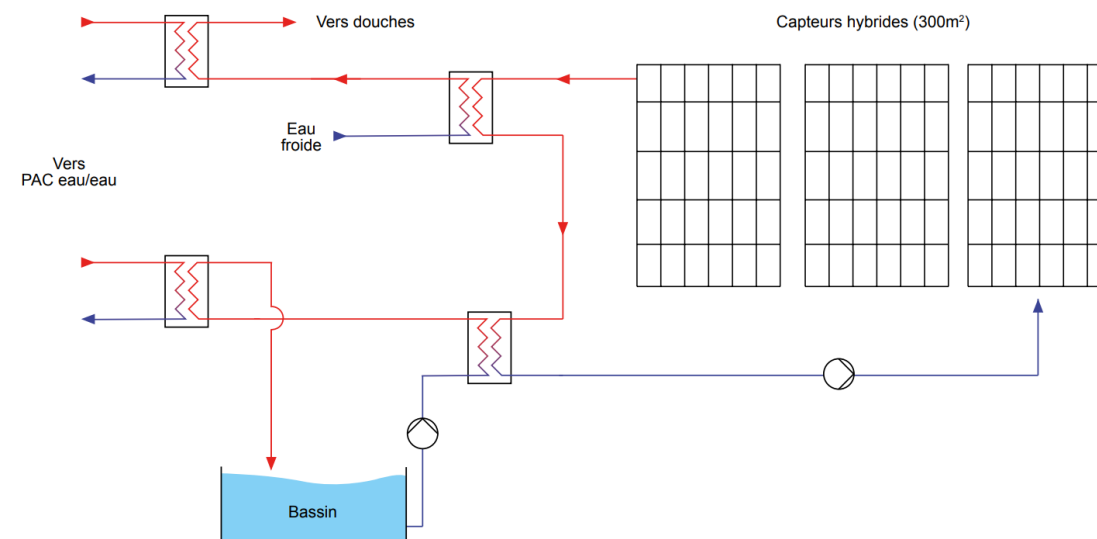 Vers douches
Capteurs hybrides (300m²)
Eau
froide
Vers
PAC eau/eau
Bassin